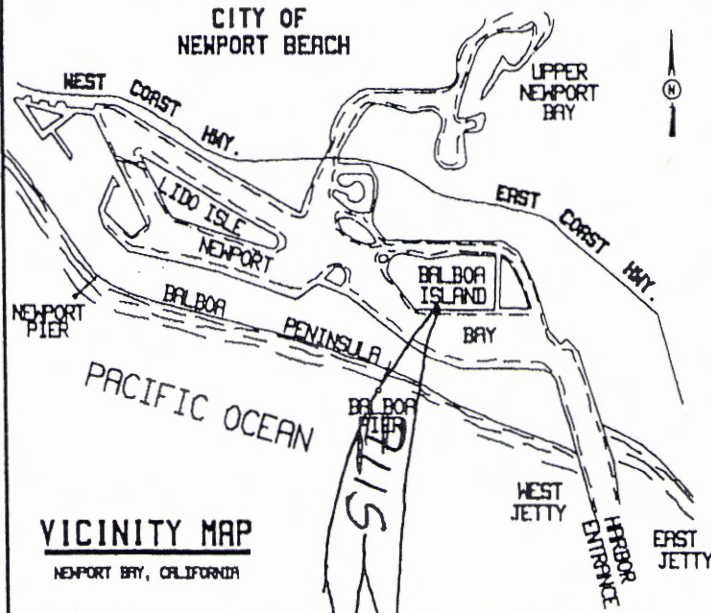 CITY OF
NEWPORT BEACH
WEST COAST HWY.
UPPER
NEWPORT
BAY
N
LIDO ISLE
NEWPORT
EAST COAST HWY.
BALBOA
ISLAND
BAY
NEWPORT
PIER
BALBOA PENINSULA
PACIFIC OCEAN
BALBOA
PIER
SITE
WEST
JETTY
HARBOR
ENTRANCE
EAST
JETTY
VICINITY MAP
NEWPORT BAY, CALIFORNIA